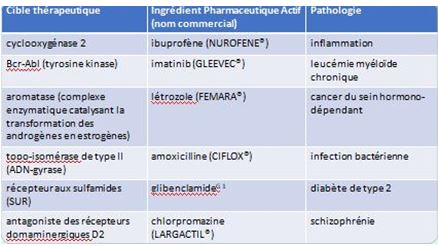 Cible thérapeutique Ingrédient Pharmaceutique Actif Pathologie
(nom commercial)
cyclooxygénase 2 ibuprofène (NUROFENE®) inflammation
Bcr-Abl (tyrosine kinase) imatinib (GLEEVEC®) leucémie myéloïde
chronique
aromatase (complexe létrozole (FEMARA®) cancer du sein hormono-
enzymatique catalysant la dépendant
transformation des
androgènes en estrogènes)
topo-isomérase de type II amoxicilline (CIFLOX®) infection bactérienne
(ADN-gyrase)
récepteur aux sulfamides glibenclamide diabète de type 2
(SUR)
antagoniste des récepteurs chlorpromazine schizophrénie
domaminergiques D2 (LARGACTIL®)